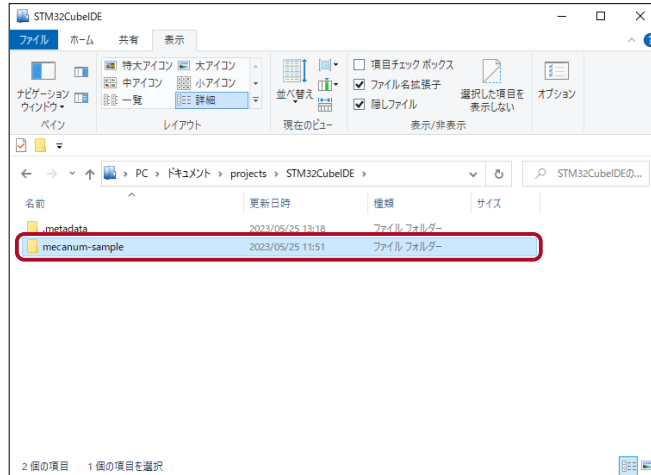 STM32CubeIDE
ファイル ホーム 共有 表示
ナビゲーション ウィンドウ
特大アイコン 大アイコン
中アイコン 小アイコン
一覧 詳細
並べ替え
項目チェック ボックス
ファイル名拡張子
隠しファイル
選択した項目を 表示しない
オプション
ペイン レイアウト 現在のビュー 表示/非表示
PC › ドキュメント › projects › STM32CubeIDE ›
STM32CubeIDEの...
名前 更新日時 種類 サイズ
.metadata 2023/05/25 13:18 ファイル フォルダー
mecanum-sample 2023/05/25 11:51 ファイル フォルダー
2 個の項目 1 個の項目を選択